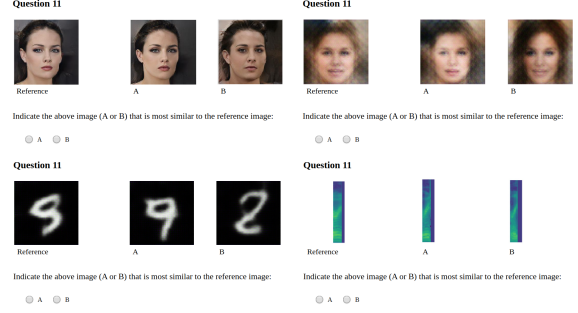 Question 11
Reference A B
Indicate the above image (A or B) that is most similar to the reference image:
A B
Question 11
Reference A B
Indicate the above image (A or B) that is most similar to the reference image:
A B
Question 11
Reference A B
Indicate the above image (A or B) that is most similar to the reference image:
A B
Question 11
Reference A B
Indicate the above image (A or B) that is most similar to the reference image:
A B